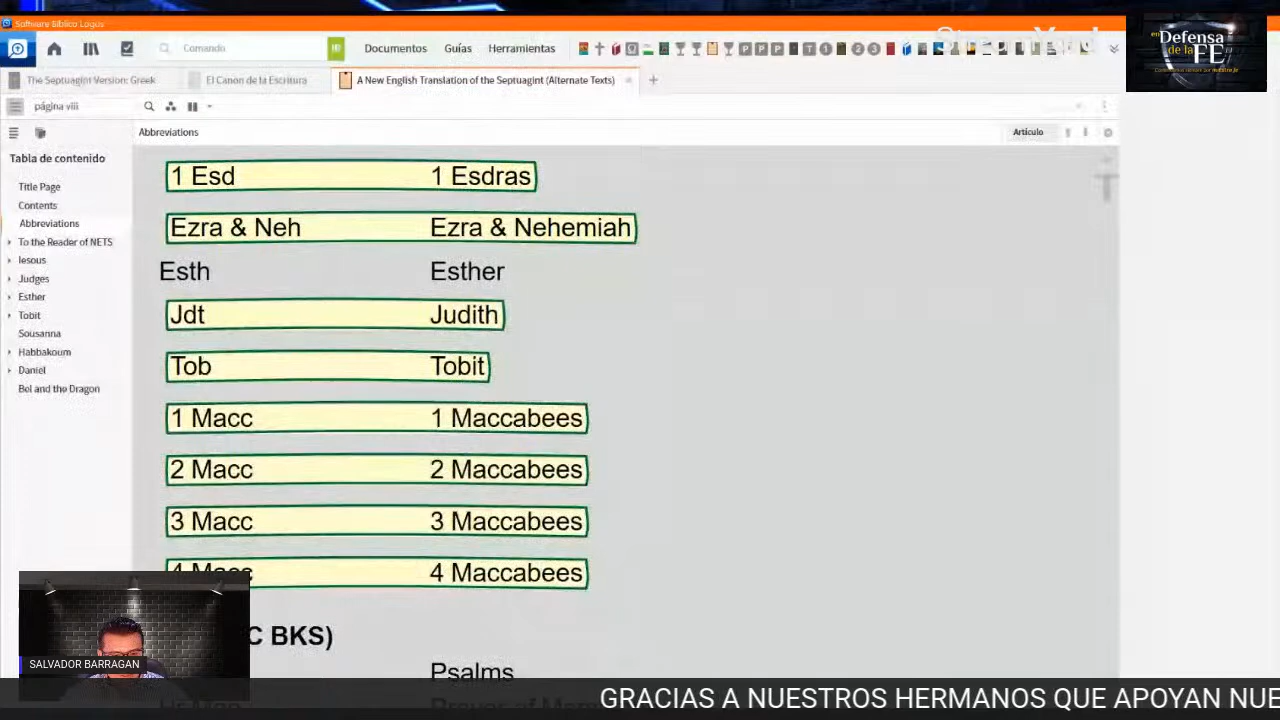 Software Bíblico Logos
Comando
Documentos
Guías
Herramientas
en Defensa
de la
FE
The Septuagint Version: Greek
El Canon de la Escritura
A New English Translation of the Septuagint (Alternate Texts)
página viii
Abbreviations
Artículo
Tabla de contenido
Title Page
Contents
Abbreviations
To the Reader of NETS
Iesous
Judges
Esther
Tobit
Sousanna
Habbakoum
Daniel
Bel and the Dragon
1 Esd 1 Esdras
Ezra & Neh Ezra & Nehemiah
Esth Esther
Jdt Judith
Tob Tobit
1 Macc 1 Maccabees
2 Macc 2 Maccabees
3 Macc 3 Maccabees
4 Macc 4 Maccabees
C BKS)
Psalms
SALVADOR BARRAGAN
GRACIAS A NUESTROS HERMANOS QUE APOYAN NUE